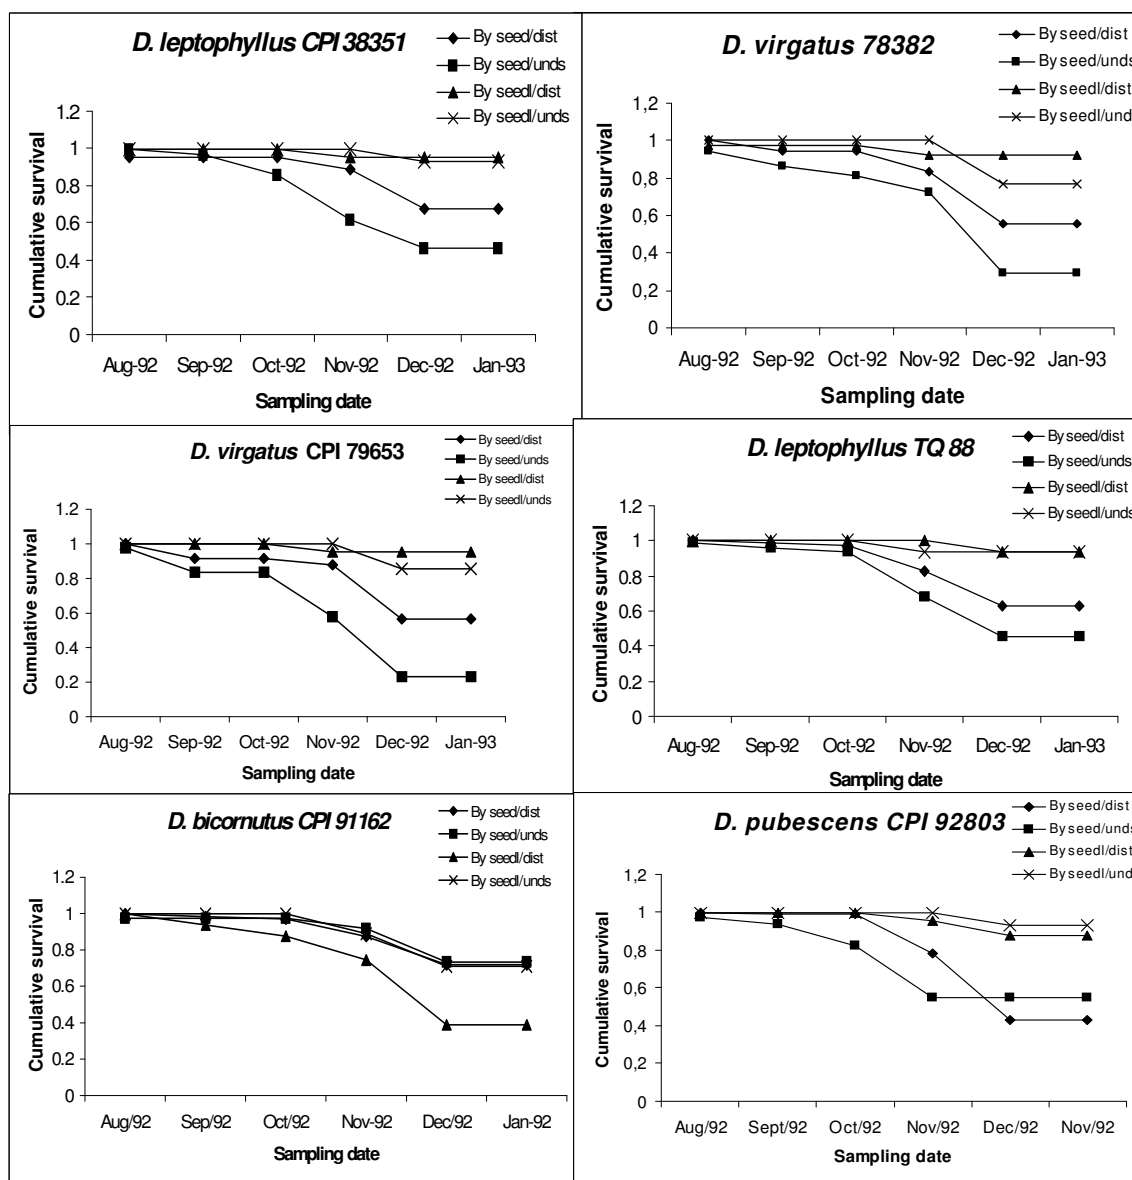 D. leptophyllus CPI 38351
By seed/dist
By seed/unds
By seedl/dist
By seedl/unds
1.2
1
0.8
0.6
0.4
0.2
0
Cumulative survival
Aug-92 Sep-92 Oct-92 Nov-92 Dec-92 Jan-93
Sampling date
D. virgatus 78382
By seed/dist
By seed/unds
By seedl/dist
By seedl/und
1,2
1
0,8
0,6
0,4
0,2
0
Cumulative survival
Aug-92 Sep-92 Oct-92 Nov-92 Dec-92 Jan-93
Sampling date
D. virgatus CPI 79653
By seed/dist
By seed/unds
By seedl/dist
By seedl/unds
1.2
1
0.8
0.6
0.4
0.2
0
Cumulative survival
Aug-92 Sep-92 Oct-92 Nov-92 Dec-92 Jan-93
Sampling date
D. leptophyllus TQ 88
By seed/dist
By seed/unds
By seedl/dist
By seedl/unds
1.2
1
0.8
0.6
0.4
0.2
0
Cumulative survival
Aug-92 Sep-92 Oct-92 Nov-92 Dec-92 Jan-93
Sampling date
D. bicornutus CPI 91162
By seed/dist
By seed/unds
By seedl/dist
By seedl/unds
1.2
1
0.8
0.6
0.4
0.2
0
Cumulative survival
Aug/92 Sep/92 Oct/92 Nov-92 Dec/92 Jan-92
Sampling date
D. pubescens CPI 92803
By seed/dist
By seed/unds
By seedl/dist
By seedl/und
1,2
1
0,8
0,6
0,4
0,2
0
Cumulative survival
Aug/92 Sept/92 Oct/92 Nov/92 Dec/92 Nov/92
Sampling date